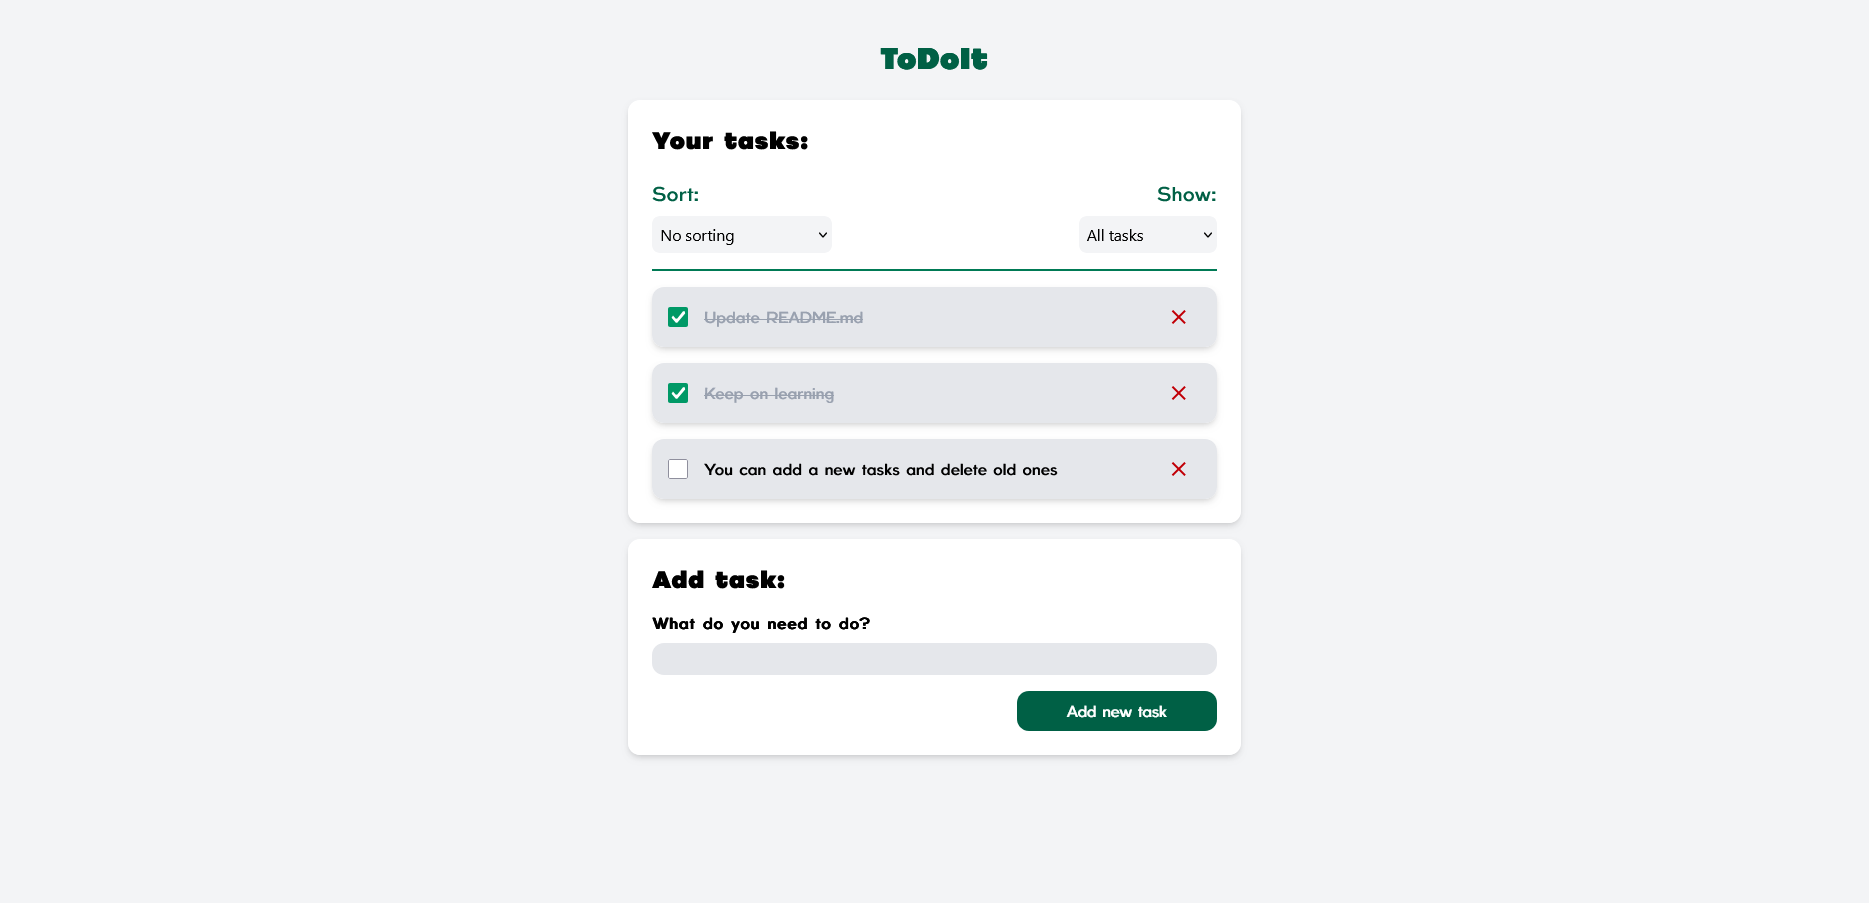 ToDoIt
Your tasks:
Sort: Show:
No sorting All tasks
Update README.md
Keep on learning
You can add a new tasks and delete old ones
Add task:
What do you need to do?
Add new task